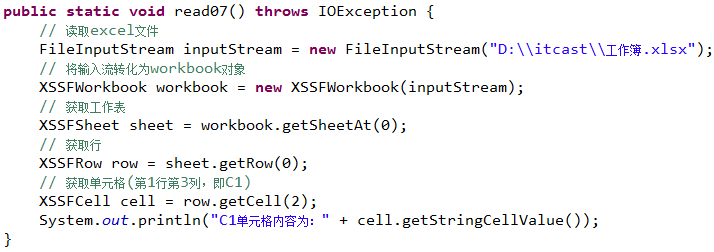 public static void read07() throws IOException {
    // 读取excel文件
    FileInputStream inputStream = new FileInputStream("D:\\itcast\\工作簿.xlsx");
    // 将输入流转化为workbook对象
    XSSFWorkbook workbook = new XSSFWorkbook(inputStream);
    // 获取工作表
    XSSFSheet sheet = workbook.getSheetAt(0);
    // 获取行
    XSSFRow row = sheet.getRow(0);
    // 获取单元格(第1行第3列，即C1)
    XSSFCell cell = row.getCell(2);
    System.out.println("C1单元格内容为：" + cell.getStringCellValue());
}